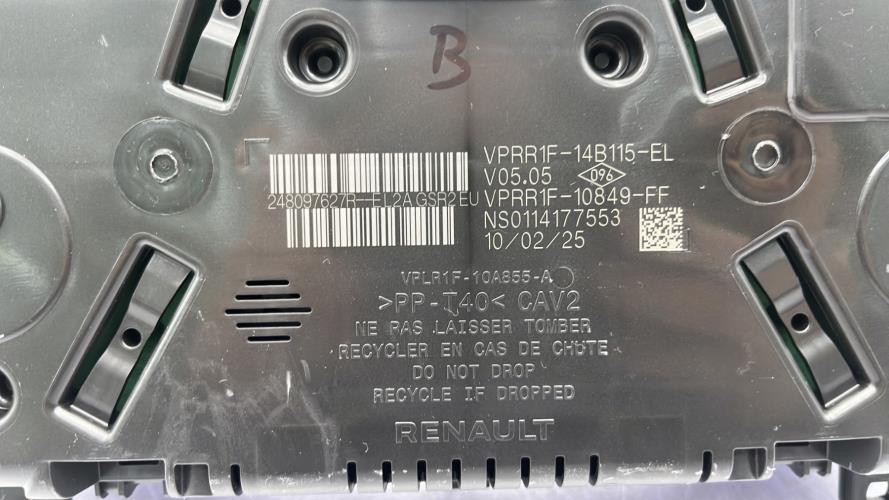 B
VPRR1F-14B115-EL
V05.05 096
248097627R--EL2A GSR2 EU VPRR1F-10849-FF
NS0114177553
10/02/25
VPLR1F-10A855-A
>PP-T40< CAV2
NE PAS LAISSER TOMBER
RECYCLER EN CAS DE CHUTE
DO NOT DROP
RECYCLE IF DROPPED
RENAULT